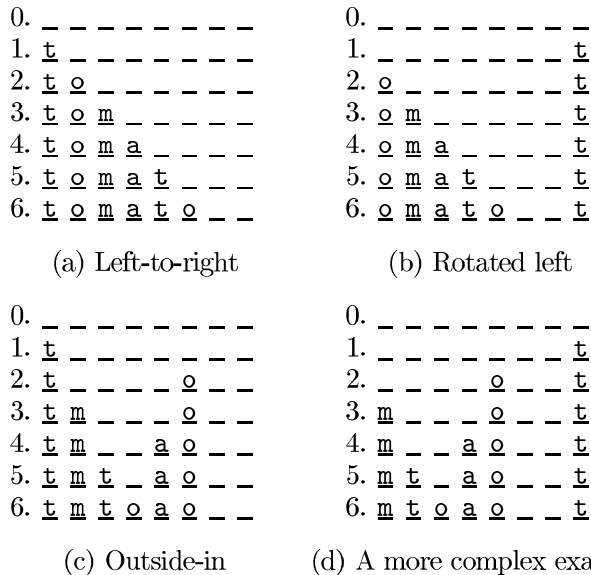 0. _ _ _ _ _ _ _ _
1. t _ _ _ _ _ _ _
2. t o _ _ _ _ _ _
3. t o m _ _ _ _ _
4. t o m a _ _ _ _
5. t o m a t _ _ _
6. t o m a t o _ _
(a) Left-to-right
0. _ _ _ _ _ _ _ _
1. _ _ _ _ _ _ _ t
2. o _ _ _ _ _ _ t
3. o m _ _ _ _ _ t
4. o m a _ _ _ _ t
5. o m a t _ _ _ t
6. o m a t o _ _ t
(b) Rotated left
0. _ _ _ _ _ _ _ _
1. t _ _ _ _ _ _ _
2. t _ _ _ _ o _ _
3. t m _ _ _ o _ _
4. t m _ _ a o _ _
5. t m t _ a o _ _
6. t m t o a o _ _
(c) Outside-in
0. _ _ _ _ _ _ _ _
1. _ _ _ _ _ _ _ t
2. _ _ _ _ o _ _ t
3. m _ _ _ o _ _ t
4. m _ _ a o _ _ t
5. m t _ a o _ _ t
6. m t o a o _ _ t
(d) A more complex exa